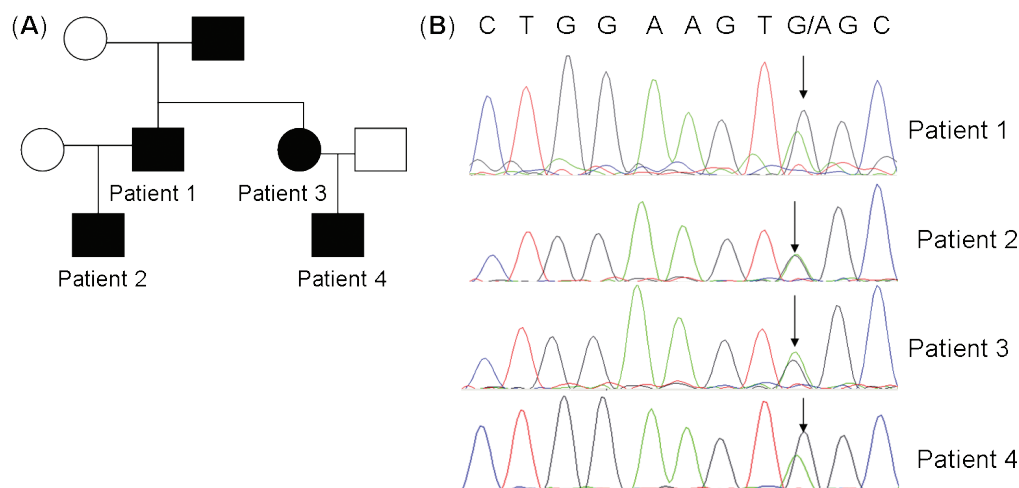 (A)
Patient 1
Patient 3
Patient 2
Patient 4
(B) C T G G A A G T G/A G C
Patient 1
Patient 2
Patient 3
Patient 4